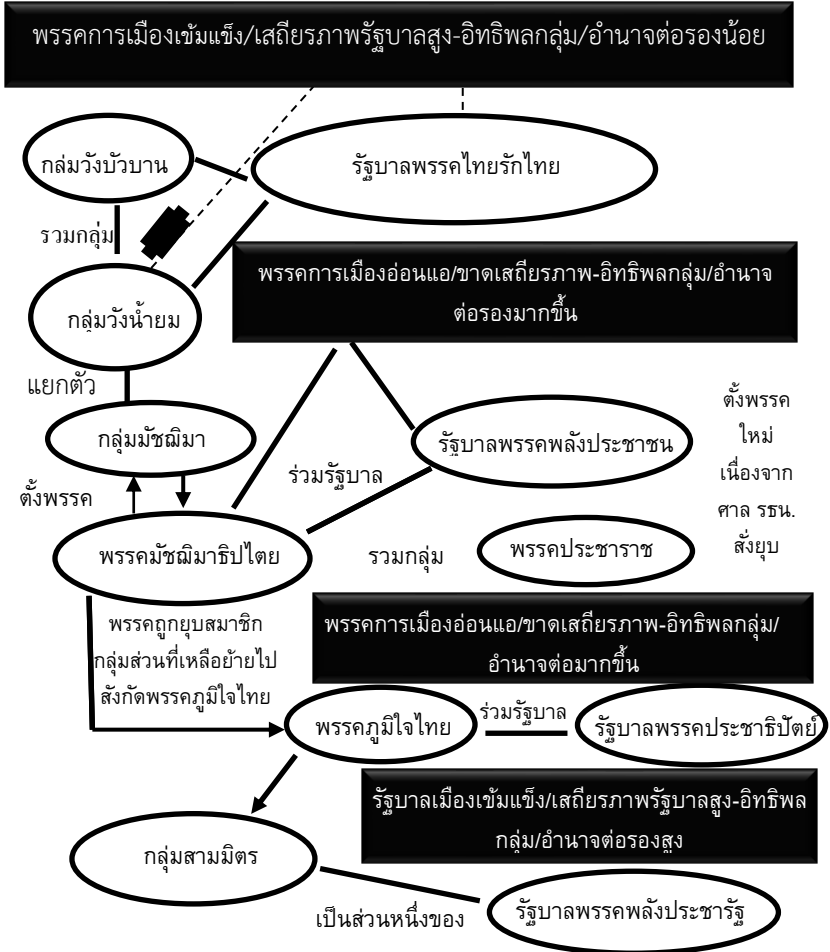 พรรคการเมืองเข้มแข็ง/เสถียรภาพรัฐบาลสูง-อิทธิพลกลุ่ม/อำนาจต่อรองน้อย
กลุ่มวังบัวบาน
รัฐบาลพรรคไทยรักไทย
รวมกลุ่ม
พรรคการเมืองอ่อนแอ/ขาดเสถียรภาพ-อิทธิพลกลุ่ม/อำนาจ
ต่อรองมากขึ้น
กลุ่มวังน้ำยม
แยกตัว
กลุ่มมัชฌิมา
รัฐบาลพรรคพลังประชาชน
ตั้งพรรค
ใหม่
เนื่องจาก
ศาล รธน.
สั่งยุบ
ร่วมรัฐบาล
ตั้งพรรค
พรรคมัชฌิมาธิปไตย
รวมกลุ่ม
พรรคประชาราช
พรรคถูกยุบสมาชิก
กลุ่มส่วนที่เหลือย้ายไป
สังกัดพรรคภูมิใจไทย
พรรคการเมืองอ่อนแอ/ขาดเสถียรภาพ-อิทธิพลกลุ่ม/
อำนาจต่อมากขึ้น
พรรคภูมิใจไทย
ร่วมรัฐบาล
รัฐบาลพรรคประชาธิปัตย์
รัฐบาลเมืองเข้มแข็ง/เสถียรภาพรัฐบาลสูง-อิทธิพล
กลุ่ม/อำนาจต่อรองสูง
กลุ่มสามมิตร
เป็นส่วนหนึ่งของ
รัฐบาลพรรคพลังประชารัฐ